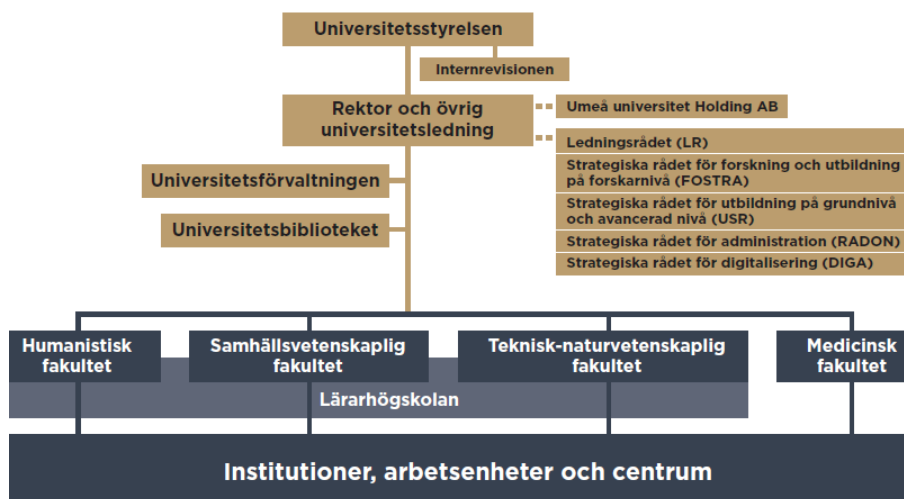 Universitetsstyrelsen
Internrevisionen
Rektor och övrig
universitetsledning
Umeå universitet Holding AB
Ledningsrådet (LR)
Strategiska rådet för forskning och utbildning
på forskarnivå (FOSTRA)
Strategiska rådet för utbildning på grundnivå
och avancerad nivå (USR)
Strategiska rådet för administration (RADON)
Strategiska rådet för digitalisering (DIGA)
Universitetsförvaltningen
Universitetsbiblioteket
Humanistisk
fakultet
Samhällsvetenskaplig
fakultet
Teknisk-naturvetenskaplig
fakultet
Medicinsk
fakultet
Lärarhögskolan
Institutioner, arbetsenheter och centrum